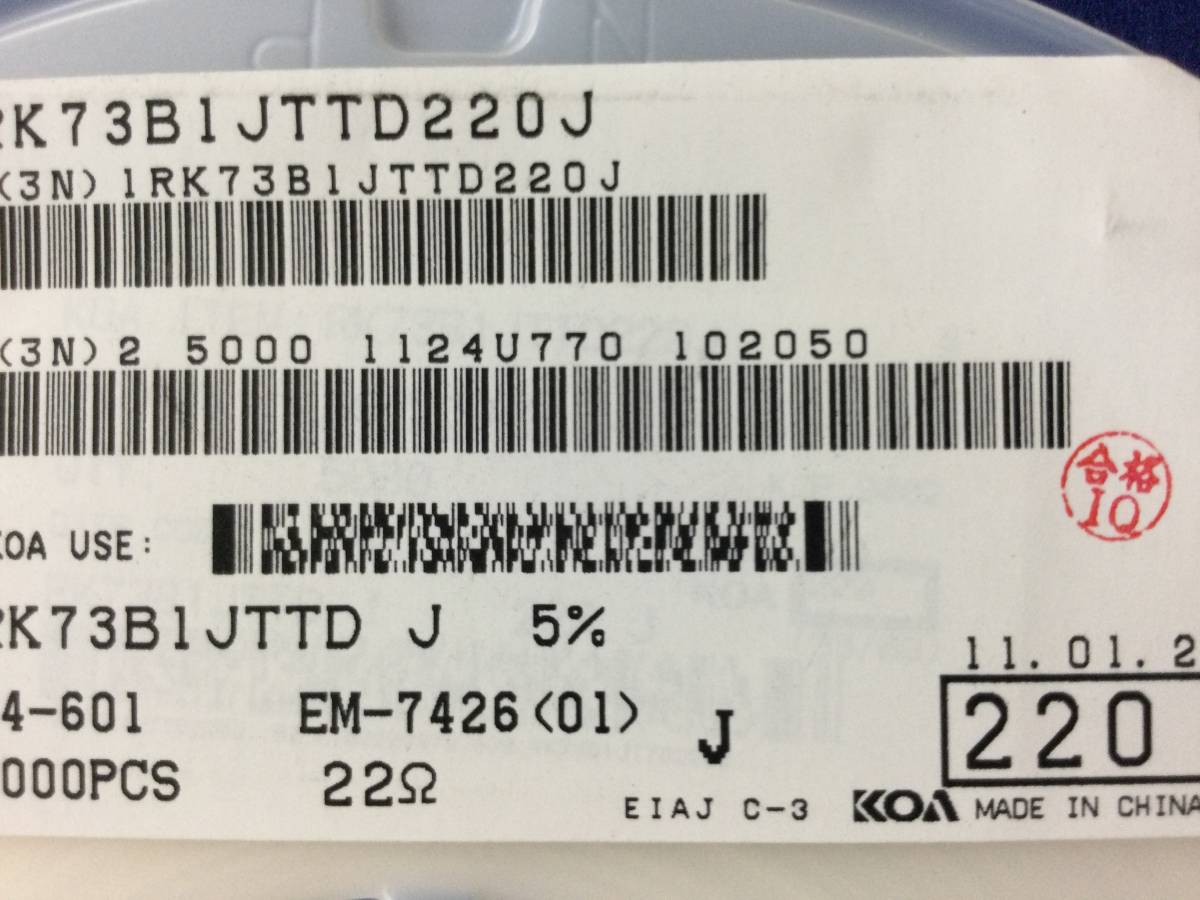 RK73B1JTTD220J
(3N)1RK73B1JTTD220J
(3N)2 5000 1124U770 102050
合格
IQ
KOA USE:
RK73B1JTTD J 5%
11.01.2
4-601 EM-7426(01) J 220
000PCS 22Ω
EIAJ C-3 KOA MADE IN CHINA